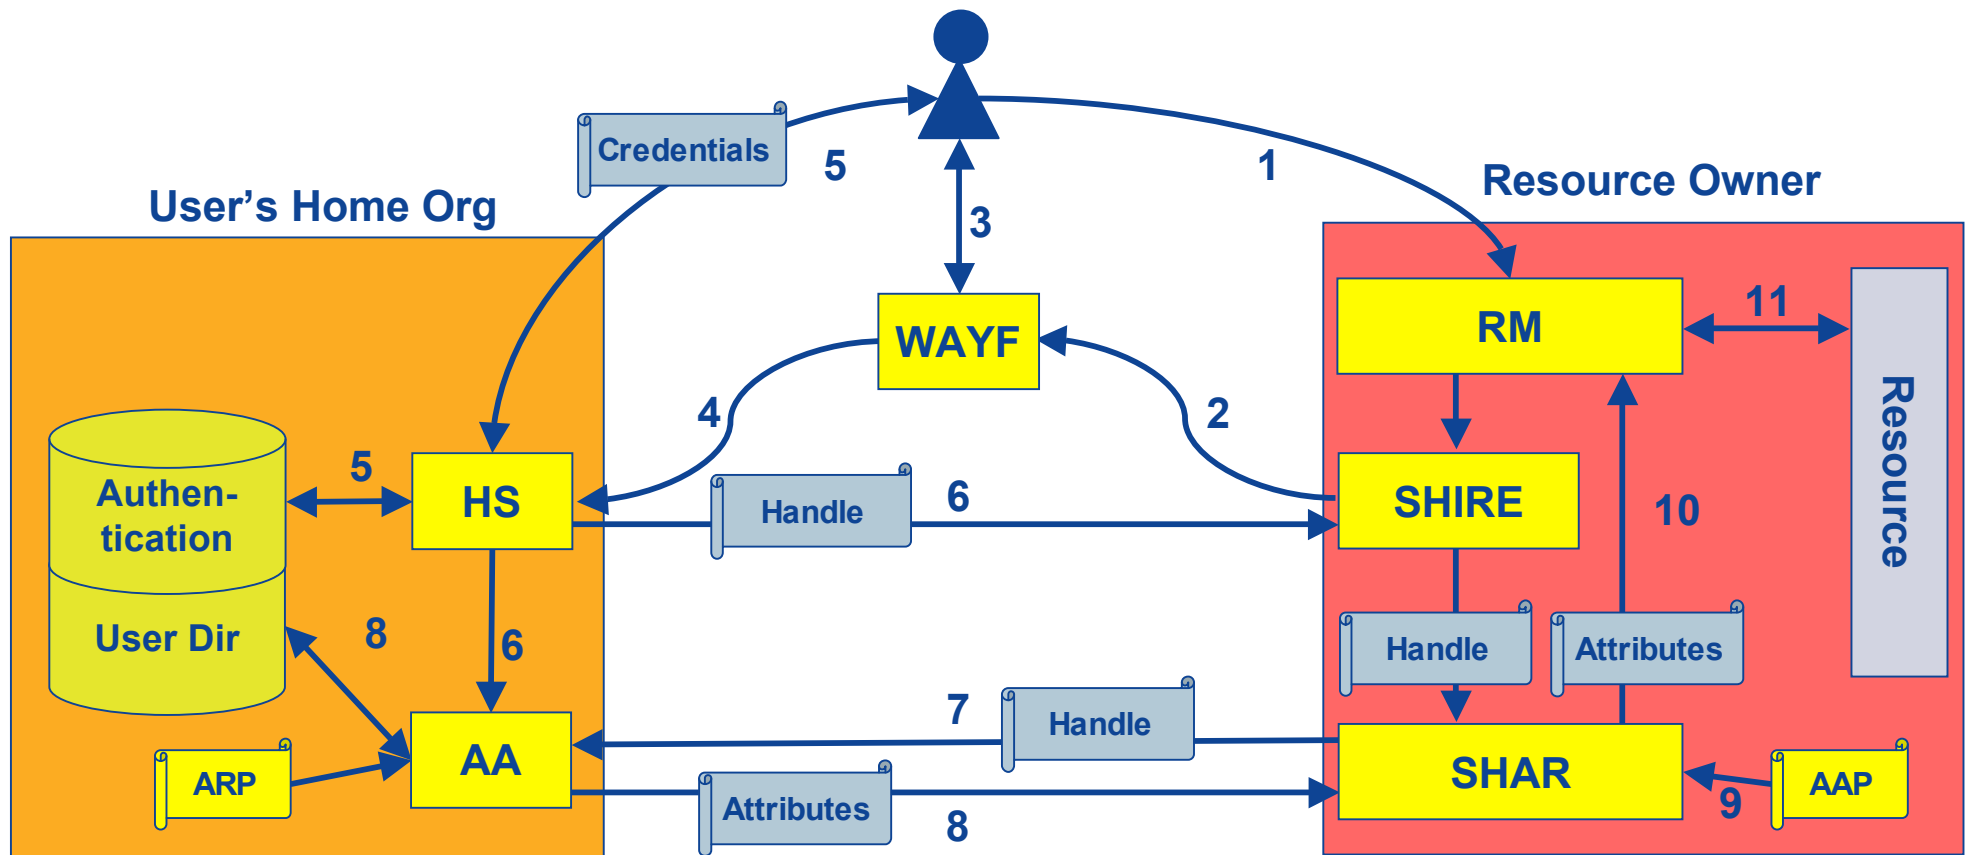 Credentials
5
1
User’s Home Org
Resource Owner
3
WAYF
RM
11
Resource
4
2
5
Authen-
tication
HS
Handle
6
SHIRE
10
User Dir
8
6
Handle
Attributes
7
Handle
ARP
AA
Attributes
8
SHAR
9
AAP